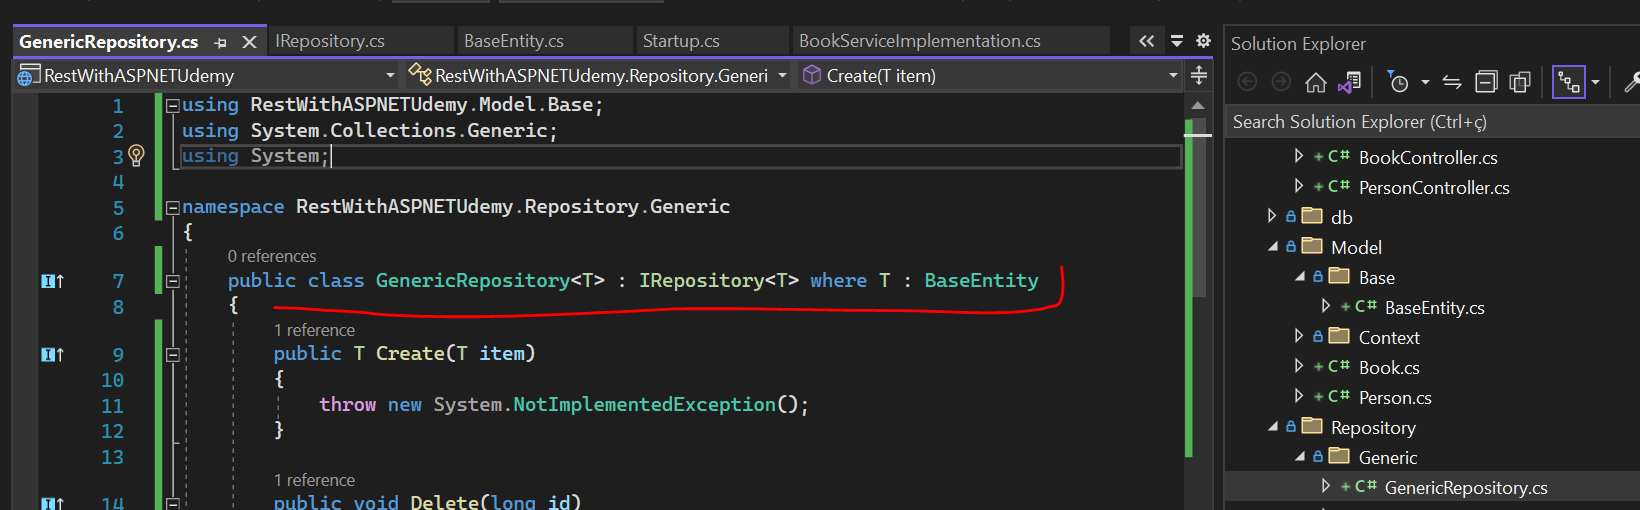 GenericRepository.cs
IRepository.cs
BaseEntity.cs
Startup.cs
BookServiceImplementation.cs
RestWithASPNETUdemy
RestWithASPNETUdemy.Repository.Generi
Create(T item)
1 using RestWithASPNETUdemy.Model.Base;
2 using System.Collections.Generic;
3 using System;
4
5 namespace RestWithASPNETUdemy.Repository.Generic
6 {
0 references
7 public class GenericRepository<T> : IRepository<T> where T : BaseEntity
8 {
1 reference
9 public T Create(T item)
10 {
11 throw new System.NotImplementedException();
12 }
13
1 reference
14 public void Delete(long id)
Solution Explorer
Search Solution Explorer (Ctrl+ç)
C# BookController.cs
C# PersonController.cs
db
Model
Base
C# BaseEntity.cs
Context
C# Book.cs
C# Person.cs
Repository
Generic
C# GenericRepository.cs